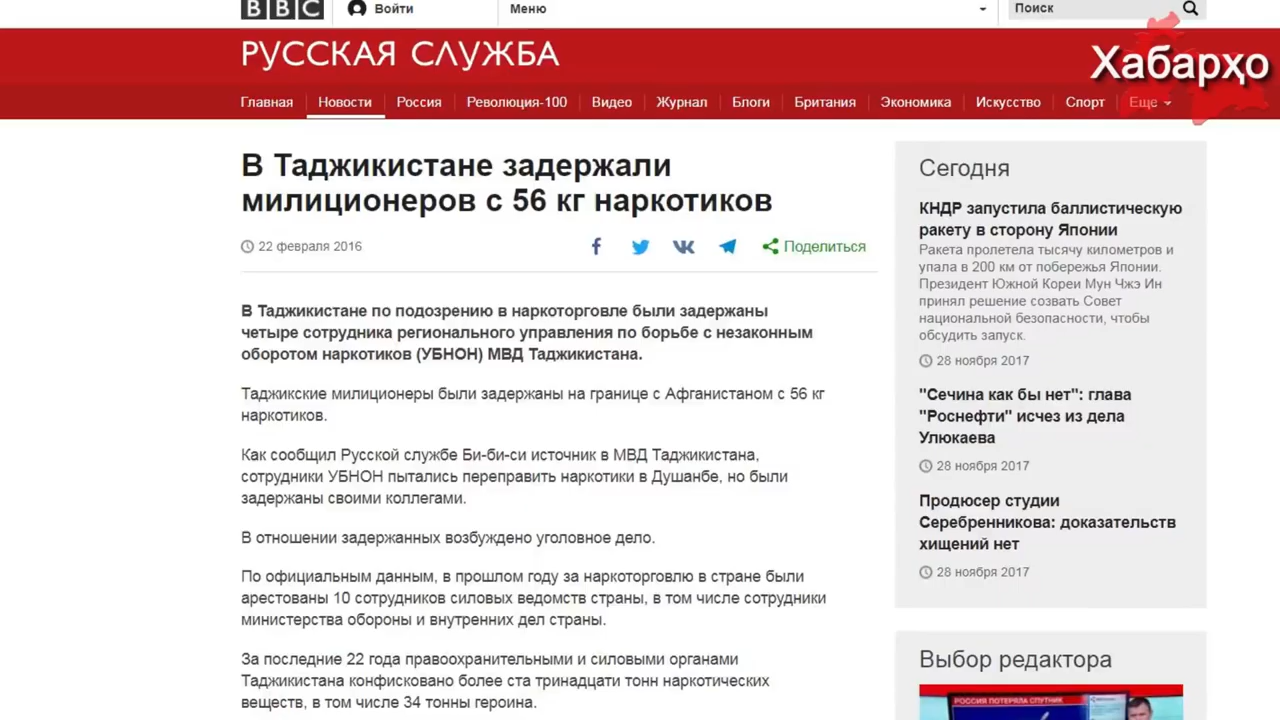 BBC
Войти
Меню
Поиск
РУССКАЯ СЛУЖБА
Хабарҳо
Главная
Новости
Россия
Революция-100
Видео
Журнал
Блоги
Британия
Экономика
Искусство
Спорт
Еще
В Таджикистане задержали
милиционеров с 56 кг наркотиков
22 февраля 2016
Поделиться
В Таджикистане по подозрению в наркоторговле были задержаны
четыре сотрудника регионального управления по борьбе с незаконным
оборотом наркотиков (УБНОН) МВД Таджикистана.
Таджикские милиционеры были задержаны на границе с Афганистаном с 56 кг
наркотиков.
Как сообщил Русской службе Би-би-си источник в МВД Таджикистана,
сотрудники УБНОН пытались переправить наркотики в Душанбе, но были
задержаны своими коллегами.
В отношении задержанных возбуждено уголовное дело.
По официальным данным, в прошлом году за наркоторговлю в стране были
арестованы 10 сотрудников силовых ведомств страны, в том числе сотрудники
министерства обороны и внутренних дел страны.
За последние 22 года правоохранительными и силовыми органами
Таджикистана конфисковано более ста тринадцати тонн наркотических
веществ, в том числе 34 тонны героина.
Сегодня
КНДР запустила баллистическую
ракету в сторону Японии
Ракета пролетела тысячу километров и
упала в 200 км от побережья Японии.
Президент Южной Кореи Мун Чжэ Ин
принял решение созвать Совет
национальной безопасности, чтобы
обсудить запуск.
28 ноября 2017
"Сечина как бы нет": глава
"Роснефти" исчез из дела
Улюкаева
28 ноября 2017
Продюсер студии
Серебренникова: доказательств
хищений нет
28 ноября 2017
Выбор редактора
РОССИЯ ПОТЕРЯЛА СПУТНИК